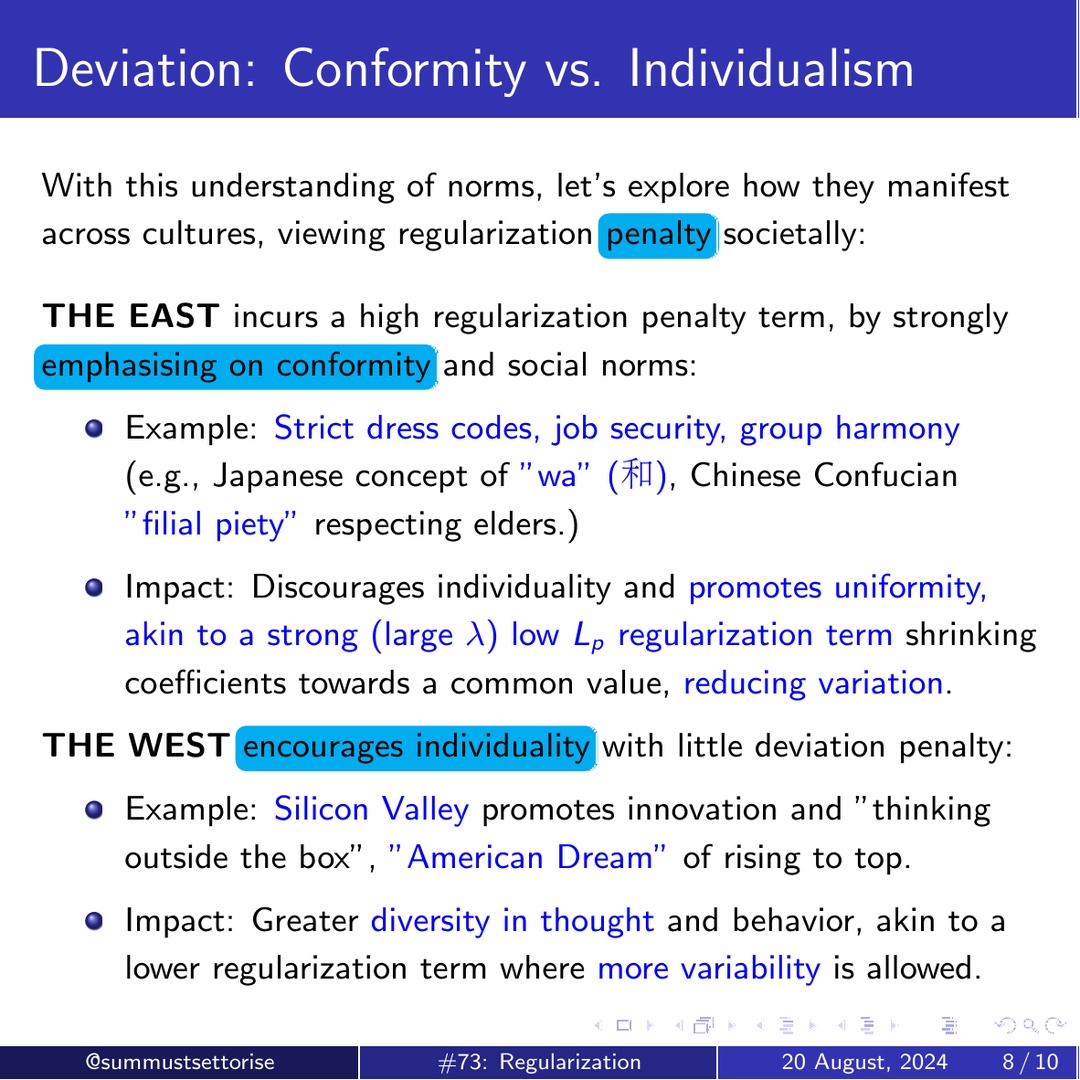 Deviation: Conformity vs. Individualism
With this understanding of norms, let's explore how they manifest
across cultures, viewing regularization penalty societally:
THE EAST incurs a high regularization penalty term, by strongly
emphasising on conformity and social norms:
Example: Strict dress codes, job security, group harmony
(e.g., Japanese concept of ”wa” (和), Chinese Confucian
”filial piety” respecting elders.)
Impact: Discourages individuality and promotes uniformity,
akin to a strong (large λ) low Lp regularization term shrinking
coefficients towards a common value, reducing variation.
THE WEST encourages individuality with little deviation penalty:
Example: Silicon Valley promotes innovation and ”thinking
outside the box”, ”American Dream” of rising to top.
Impact: Greater diversity in thought and behavior, akin to a
lower regularization term where more variability is allowed.
@summustsettorise #73: Regularization 20 August, 2024 8 / 10